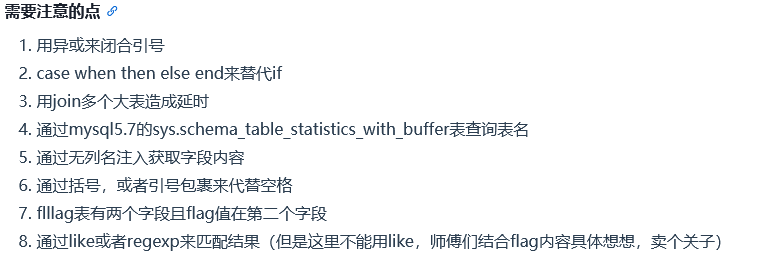 需要注意的点
1. 用异或来闭合引号
2. case when then else end来替代if
3. 用join多个大表造成延时
4. 通过mysql5.7的sys.schema_table_statistics_with_buffer表查询表名
5. 通过无列名注入获取字段内容
6. 通过括号，或者引号包裹来代替空格
7. flllag表有两个字段且flag值在第二个字段
8. 通过like或者regexp来匹配结果（但是这里不能用like，师傅们结合flag内容具体想想，卖个关子）